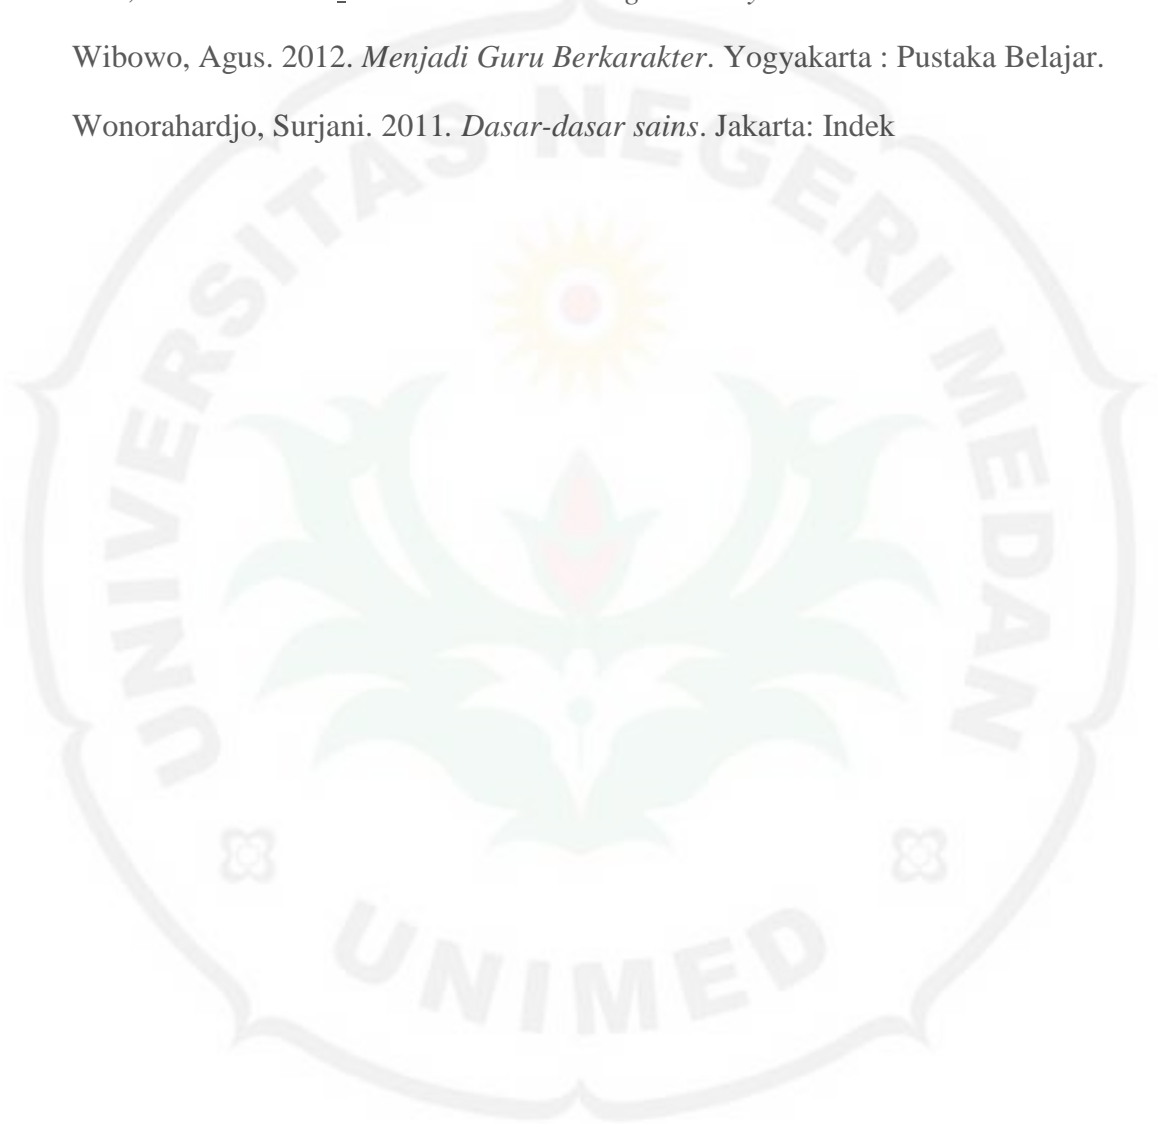 Wibowo, Agus. 2012. Menjadi Guru Berkarakter. Yogyakarta : Pustaka Belajar.
Wonorahardjo, Surjani. 2011. Dasar-dasar sains. Jakarta: Indek
UNIVERSITAS NEGERI MEDAN
UNIMED